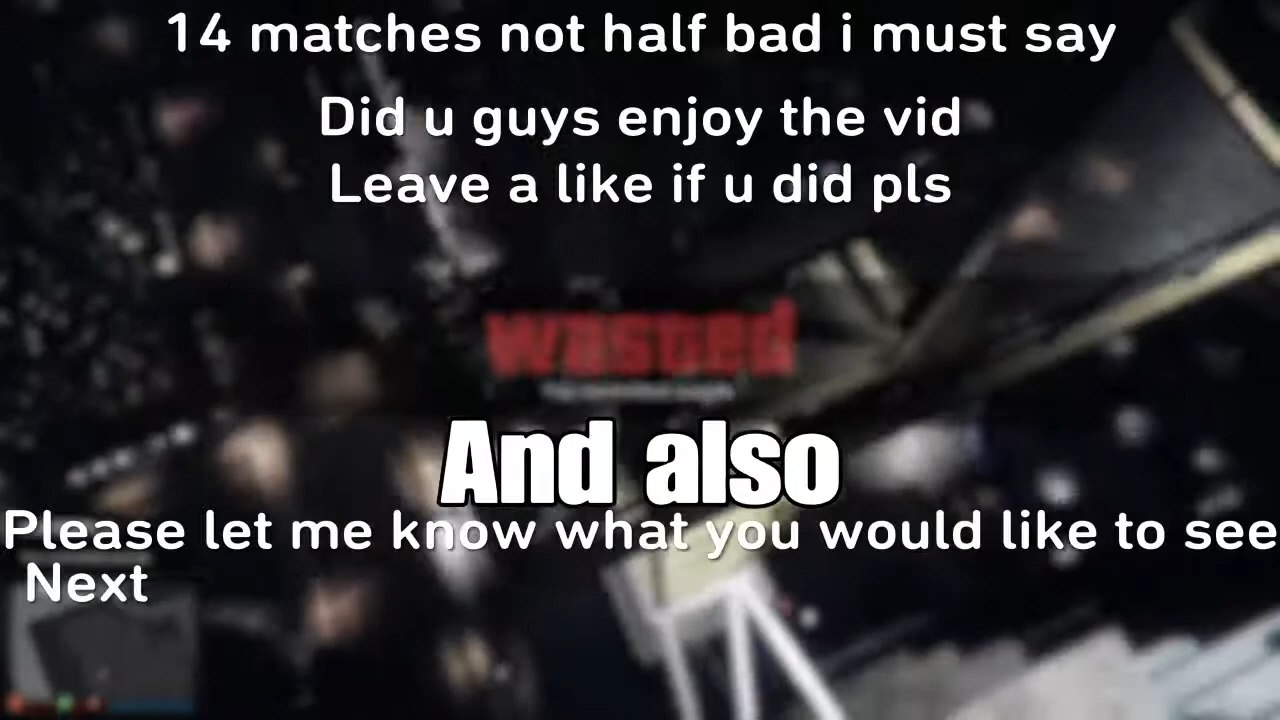 14 matches not half bad i must say
Did u guys enjoy the vid
Leave a like if u did pls
wasted
And also
Please let me know what you would like to see
Next